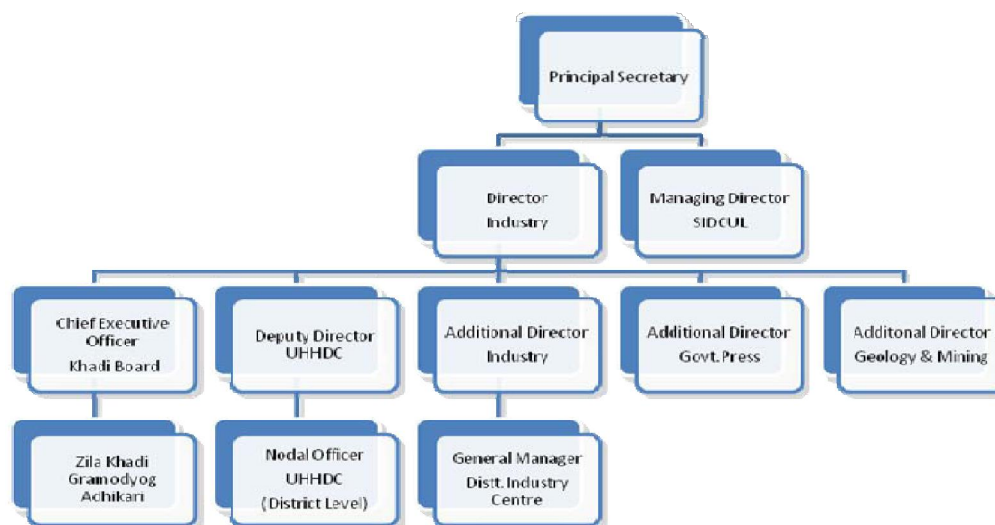 Principal Secretary
Director
Industry
Managing Director
SIDCUL
Chief Executive
Officer
Khadi Board
Deputy Director
UHHDC
Additional Director
Industry
Additional Director
Govt. Press
Additonal Director
Geology & Mining
Zila Khadi
Gramodyog
Adhikari
Nodal Officer
UHHDC
(District Level)
General Manager
Distt. Industry
Centre